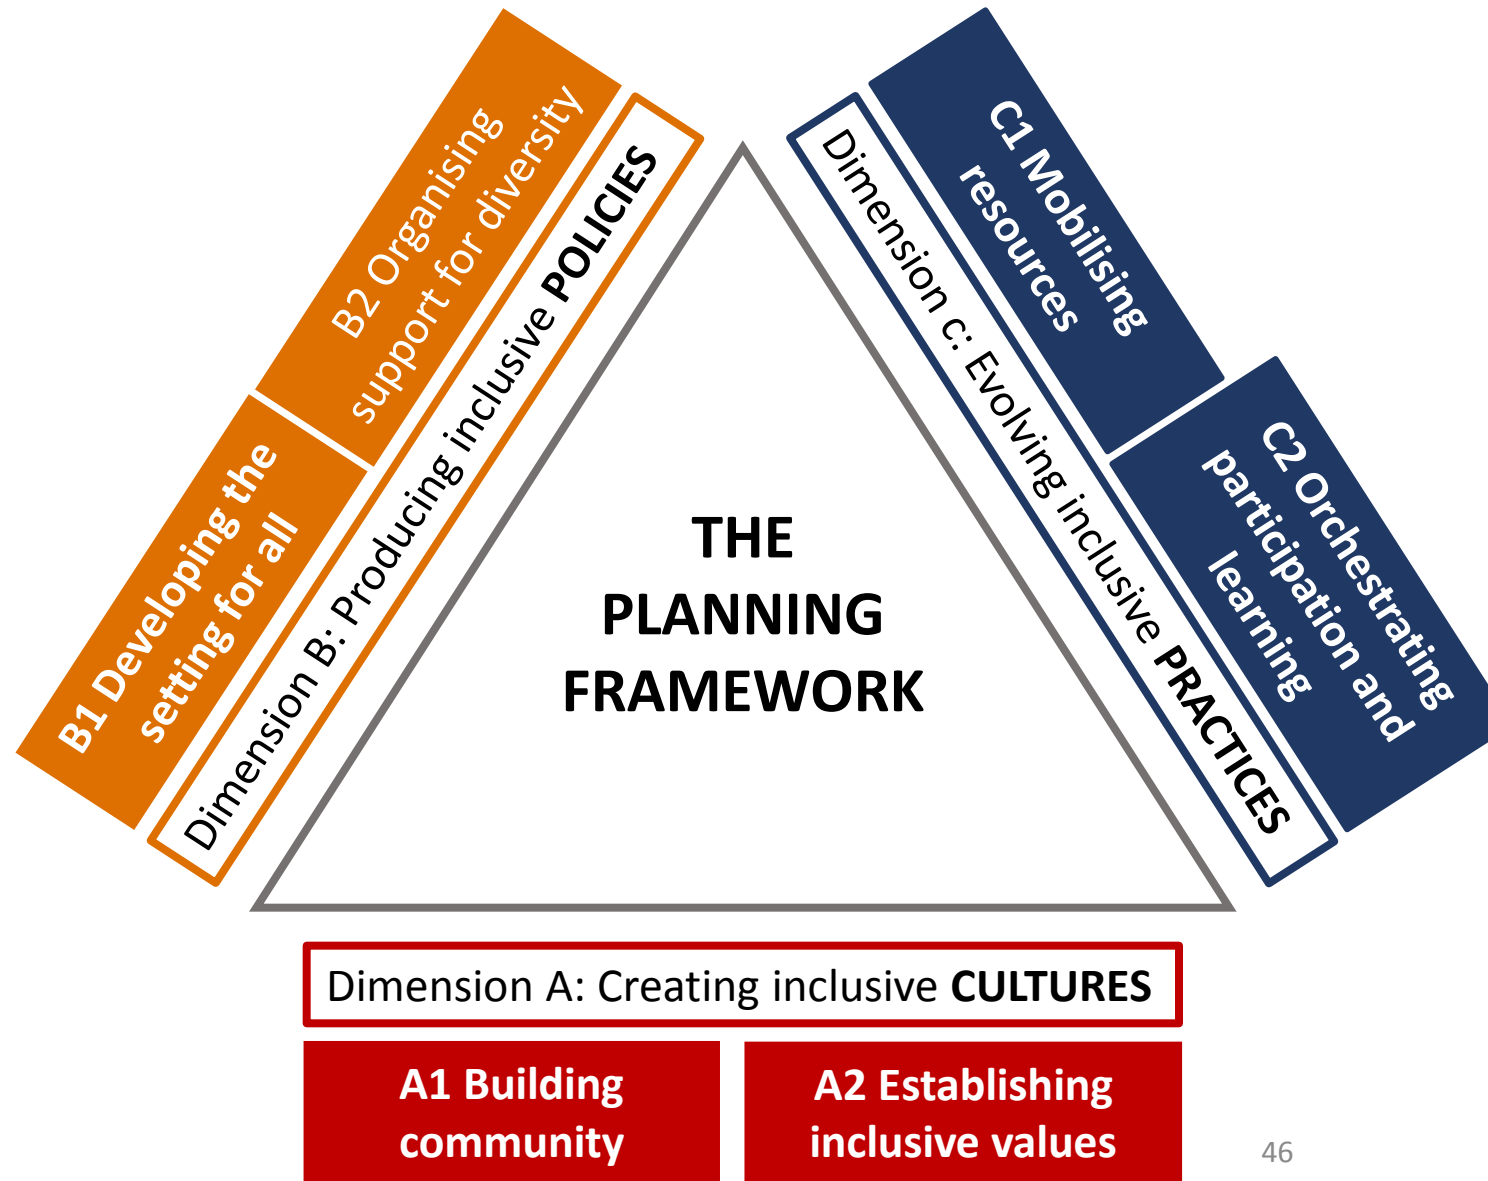 B2 Organising
support for diversity
B1 Developing the
setting for all
Dimension B: Producing inclusive POLICIES
C1 Mobilising
resources
C2 Orchestrating
participation and
learning
Dimension c: Evolving inclusive PRACTICES
THE
PLANNING
FRAMEWORK
Dimension A: Creating inclusive CULTURES
A1 Building
community
A2 Establishing
inclusive values
46